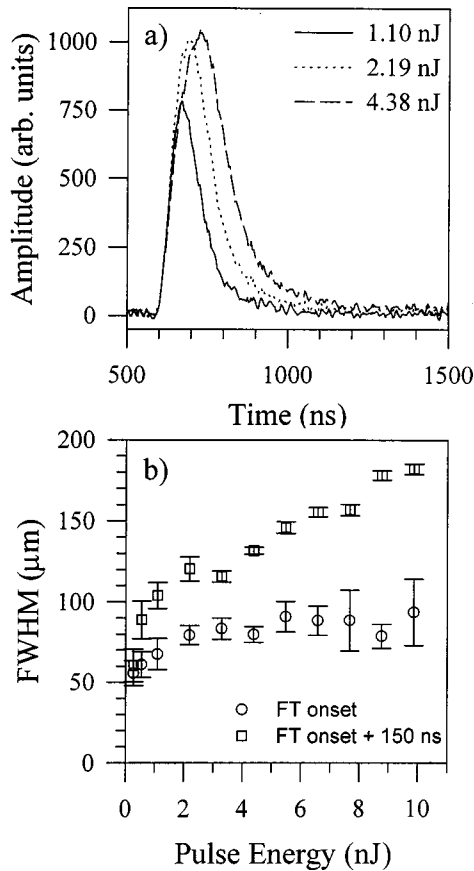 a)
1.10 nJ
2.19 nJ
4.38 nJ
Amplitude (arb. units)
1000
750
500
250
0
500
1000
1500
Time (ns)
b)
FWHM (μm)
200
150
100
50
0
FT onset
FT onset + 150 ns
0
2
4
6
8
10
Pulse Energy (nJ)